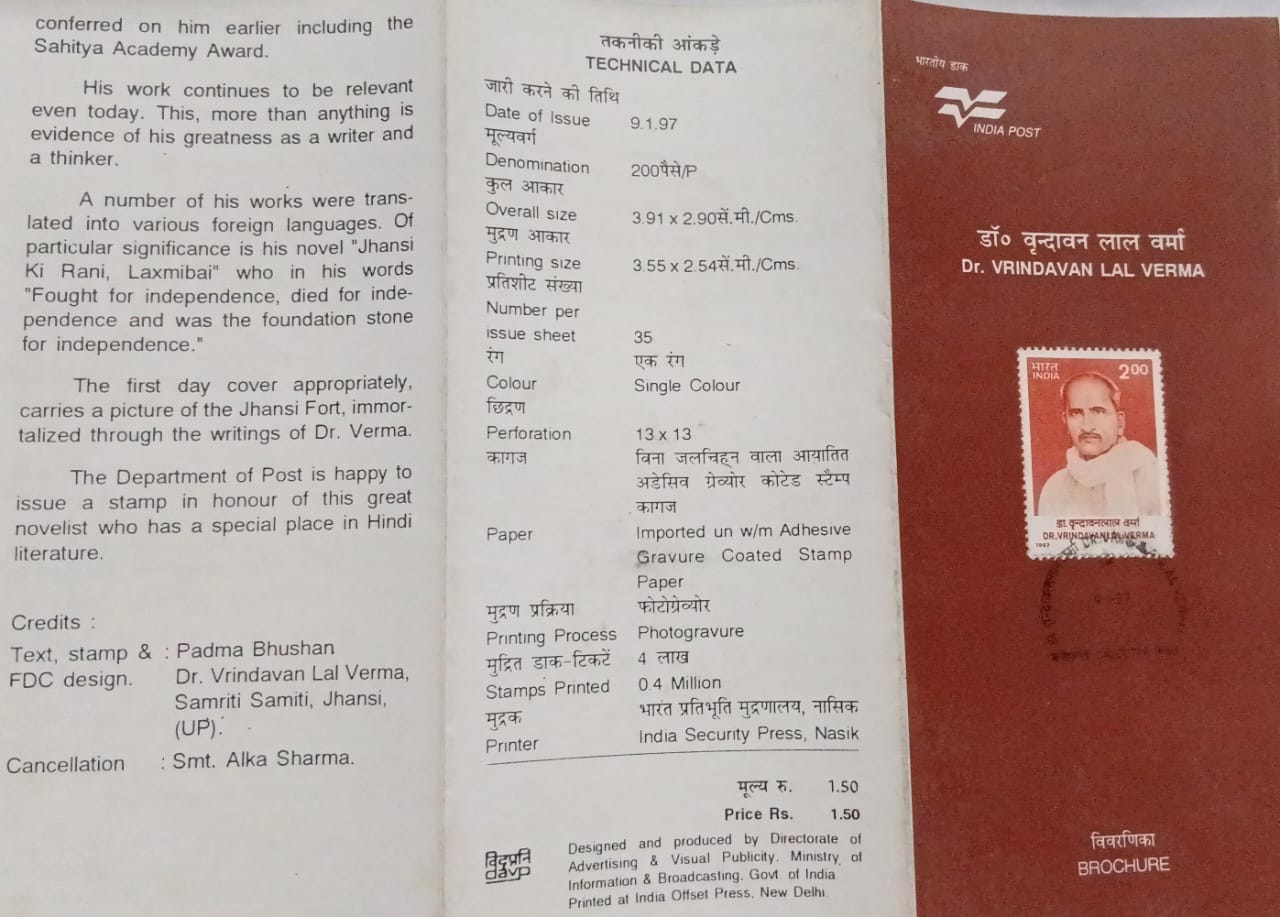 conferred on him earlier including the
Sahitya Academy Award.
His work continues to be relevant
even today. This, more than anything is
evidence of his greatness as a writer and
a thinker.
A number of his works were trans-
lated into various foreign languages. Of
particular significance is his novel "Jhansi
Ki Rani, Laxmibai" who in his words
"Fought for independence, died for inde-
pendence and was the foundation stone
for independence."
The first day cover appropriately,
carries a picture of the Jhansi Fort, immor-
talized through the writings of Dr. Verma.
The Department of Post is happy to
issue a stamp in honour of this great
novelist who has a special place in Hindi
literature.
Credits :
Text, stamp & : Padma Bhushan
FDC design. Dr. Vrindavan Lal Verma,
Samriti Samiti, Jhansi,
(UP).
Cancellation : Smt. Alka Sharma.
तकनीकी आंकड़े
TECHNICAL DATA
जारी करने की तिथि
Date of Issue 9.1.97
मूल्यवर्ग
Denomination 200पैसे/P
कुल आकार
Overall size 3.91 x 2.90सें.मी./Cms.
मुद्रण आकार
Printing size 3.55 x 2.54सें.मी./Cms.
प्रतिशीट संख्या
Number per
issue sheet 35
रंग एक रंग
Colour Single Colour
छिद्रण
Perforation 13 x 13
कागज बिना जलचिह्न वाला आयातित
अडेसिव ग्रेव्योर कोटेड स्टैम्प
कागज
Paper Imported un w/m Adhesive
Gravure Coated Stamp
Paper
मुद्रण प्रक्रिया फोटोग्रेव्योर
Printing Process Photogravure
मुद्रित डाक-टिकटें 4 लाख
Stamps Printed 0.4 Million
मुद्रक भारत प्रतिभूति मुद्रणालय, नासिक
Printer India Security Press, Nasik
मूल्य रु. 1.50
Price Rs. 1.50
विदृप्रनि
davp
Designed and produced by Directorate of
Advertising & Visual Publicity, Ministry of
Information & Broadcasting. Govt. of India
Printed at India Offset Press, New Delhi.
भारतीय डाक
INDIA POST
डॉ० वृन्दावन लाल वर्मा
Dr. VRINDAVAN LAL VERMA
भारत
INDIA 2 00
डा. वृन्दावनलाल वर्मा
DR.VRINDAVANLAL VERMA
1997
विवरणिका
BROCHURE